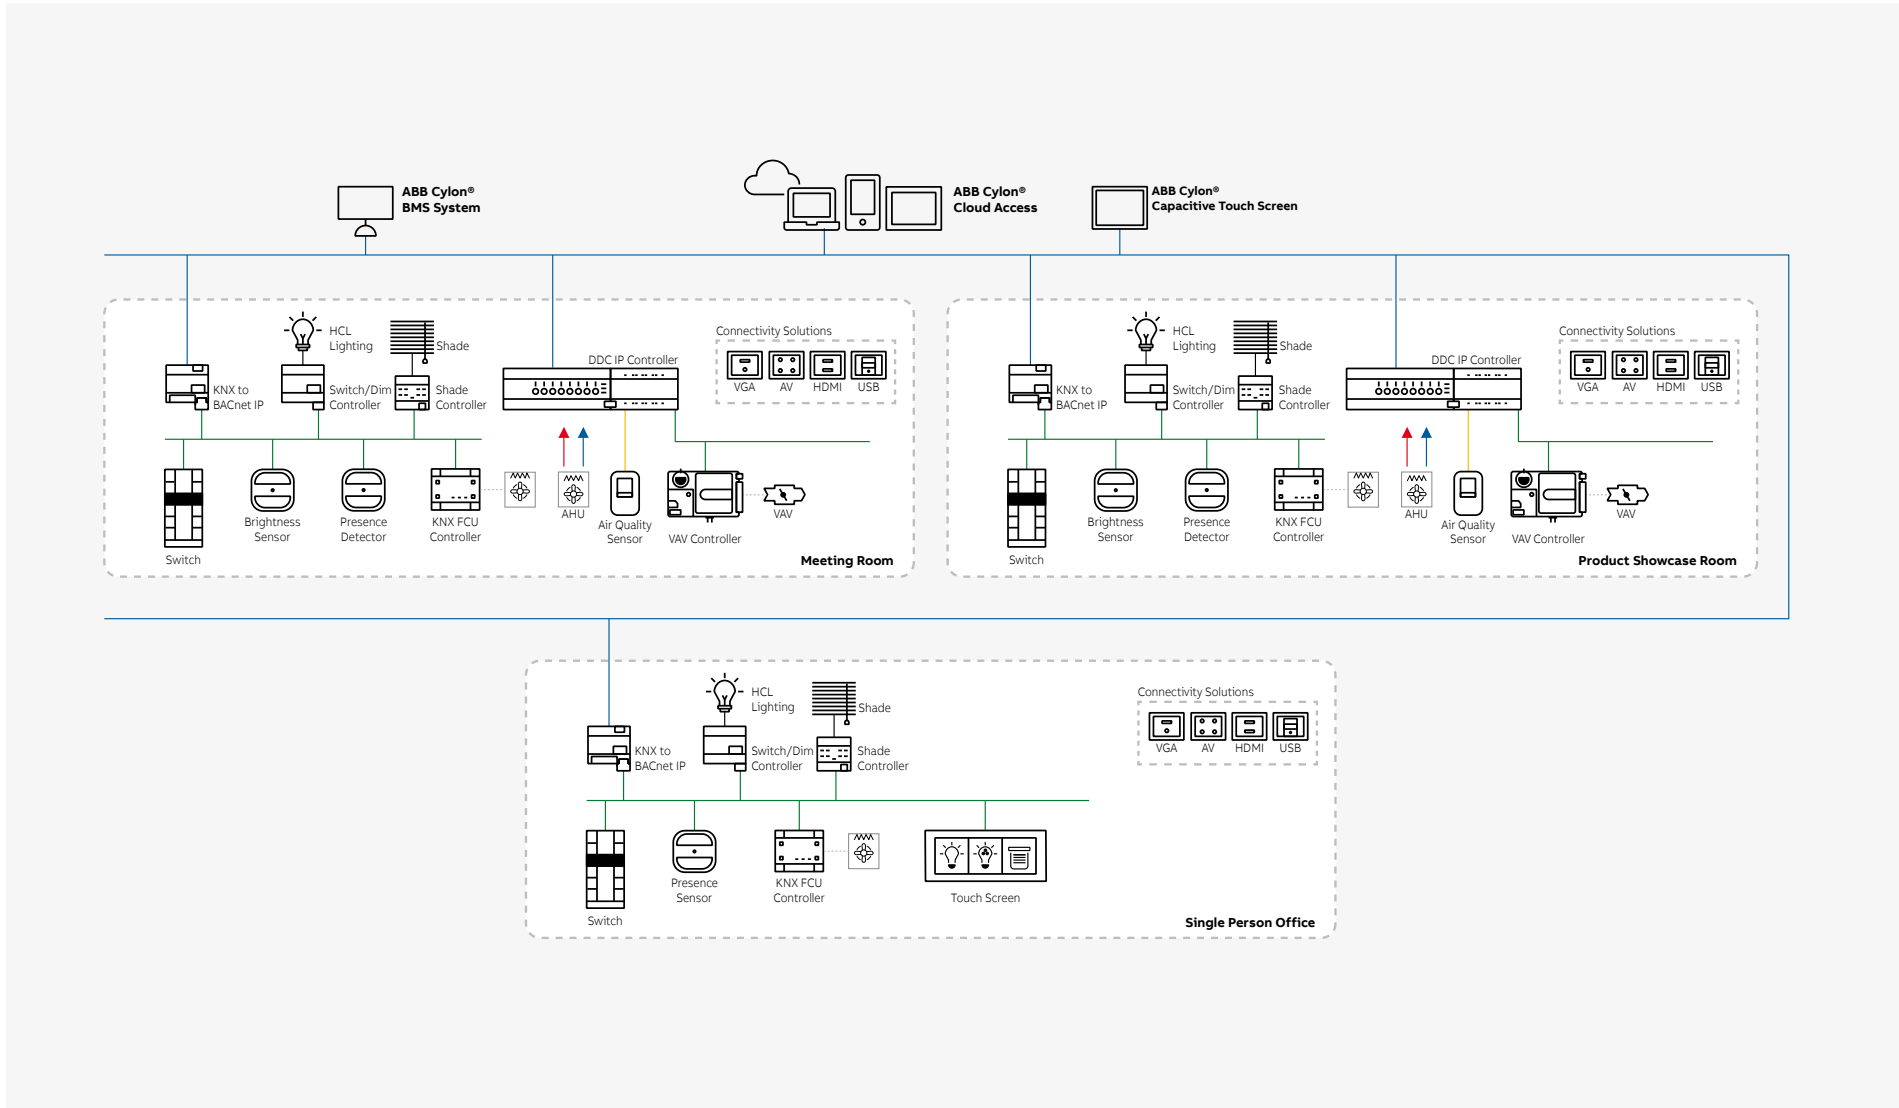 ABB Cylon®
BMS System
ABB Cylon®
Cloud Access
ABB Cylon®
Capacitive Touch Screen
HCL
Lighting
Shade
Connectivity Solutions
DDC IP Controller
VGA
AV
HDMI
USB
KNX to
BACnet IP
Switch/Dim
Controller
Shade
Controller
Switch
Brightness
Sensor
Presence
Detector
KNX FCU
Controller
AHU
Air Quality
Sensor
VAV Controller
VAV
Meeting Room
HCL
Lighting
Shade
Connectivity Solutions
DDC IP Controller
VGA
AV
HDMI
USB
KNX to
BACnet IP
Switch/Dim
Controller
Shade
Controller
Switch
Brightness
Sensor
Presence
Detector
KNX FCU
Controller
AHU
Air Quality
Sensor
VAV Controller
VAV
Product Showcase Room
HCL
Lighting
Shade
Connectivity Solutions
VGA
AV
HDMI
USB
KNX to
BACnet IP
Switch/Dim
Controller
Shade
Controller
Switch
Presence
Sensor
KNX FCU
Controller
Touch Screen
Single Person Office